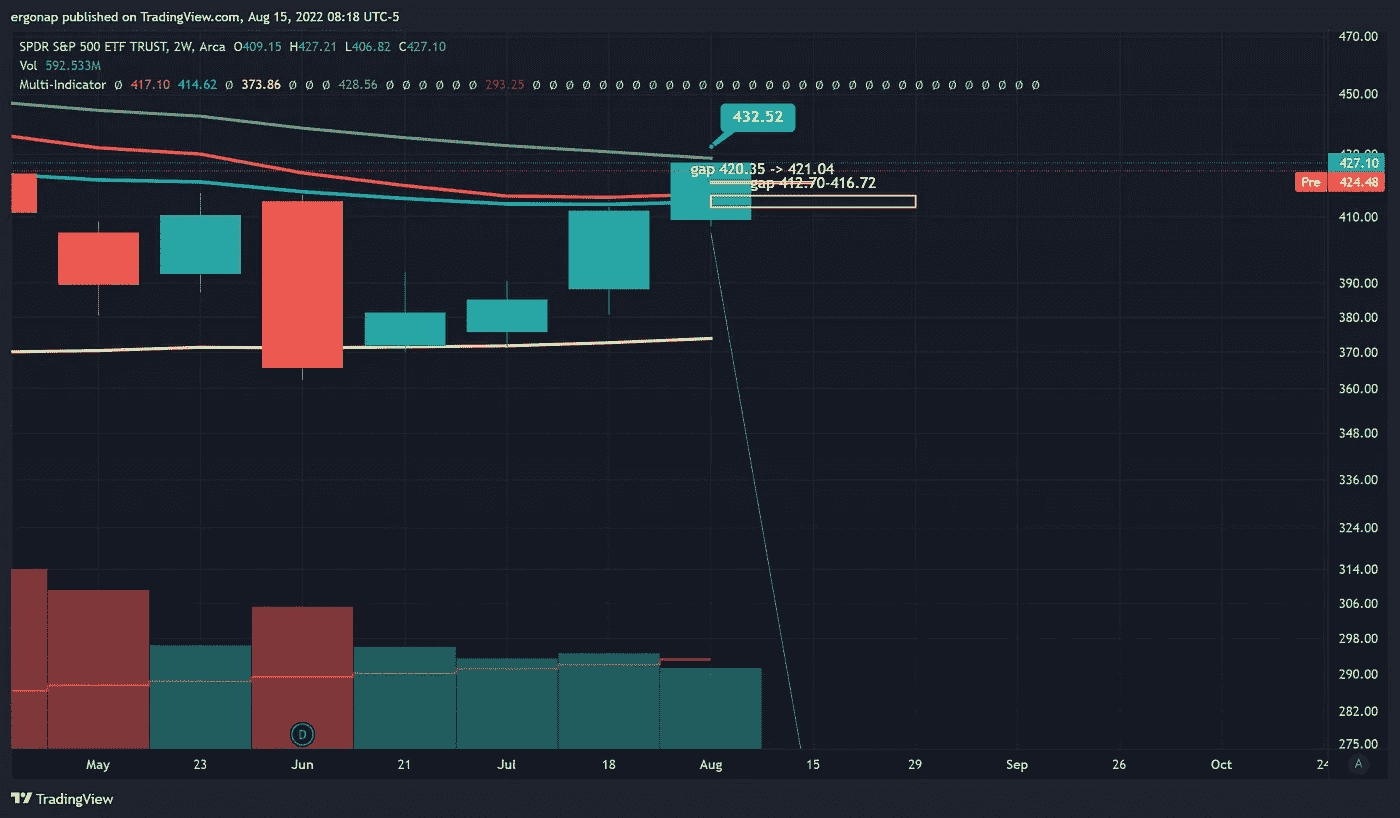 ergonap published on TradingView.com, Aug 15, 2022 08:18 UTC-5
SPDR S&P 500 ETF TRUST, 2W, Arca O409.15 H427.21 L406.82 C427.10
Vol 592.533M
Multi-Indicator Ø 417.10 414.62 Ø 373.86 Ø Ø Ø 428.56 Ø Ø Ø Ø Ø Ø 293.25 Ø Ø Ø Ø Ø Ø Ø Ø Ø Ø Ø Ø Ø Ø Ø Ø Ø Ø Ø Ø Ø Ø Ø Ø Ø Ø Ø Ø Ø Ø Ø Ø
432.52
gap 420.35 -> 421.04
gap 412.70-416.72
470.00
450.00
427.10
Pre 424.48
410.00
390.00
380.00
370.00
360.00
348.00
336.00
324.00
314.00
306.00
298.00
290.00
282.00
275.00
D
May 23 Jun 21 Jul 18 Aug 15 29 Sep 26 Oct 24
A
TradingView